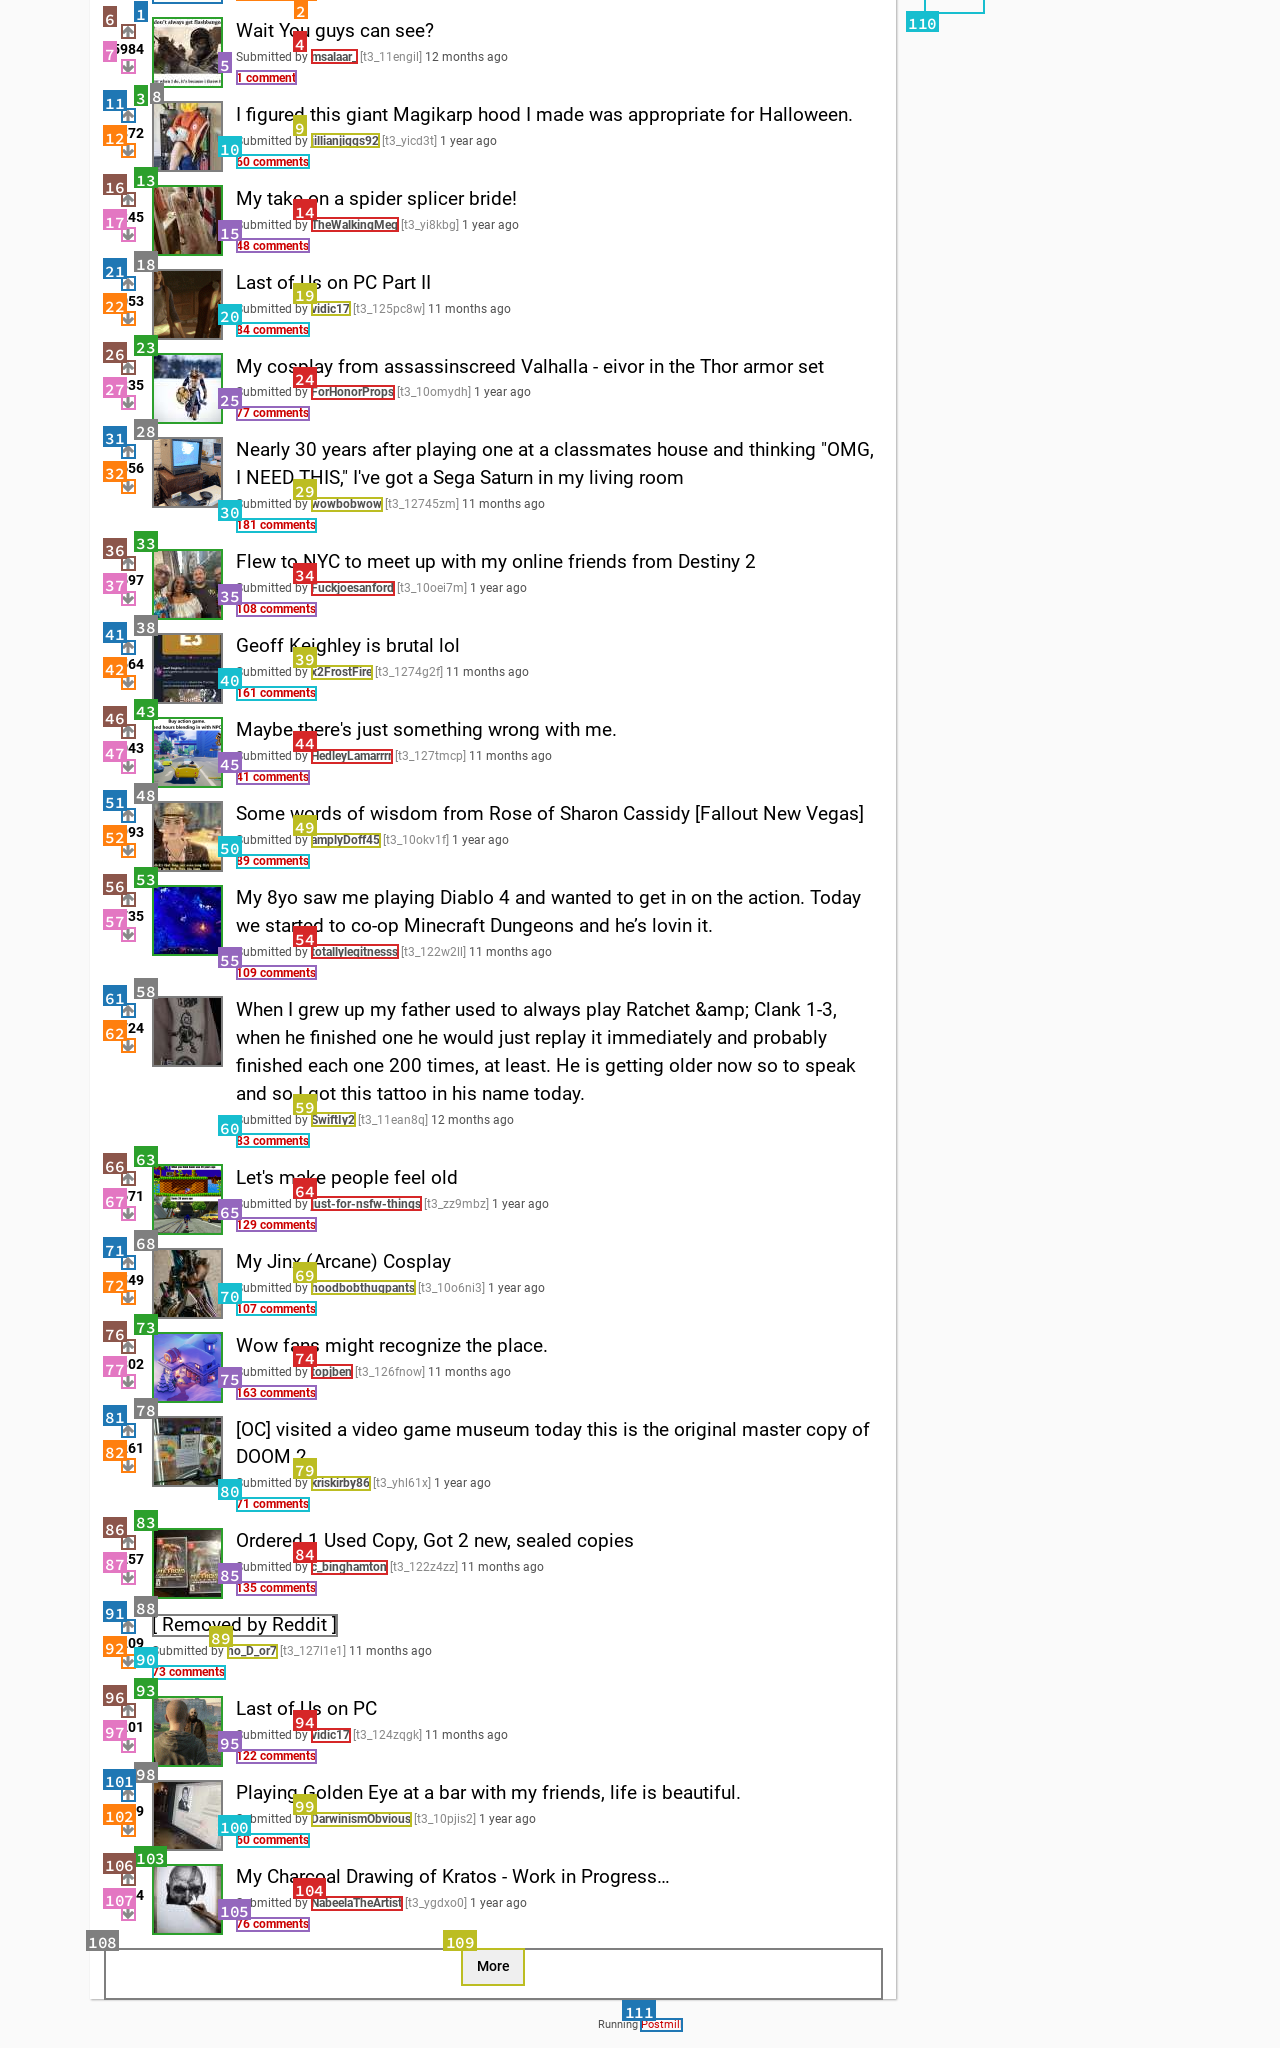 2
6
1
Wait You guys can see?
4
7
5984
5
Submitted by msalaar_ [t3_11engil] 12 months ago
1 comment
11
3
8
I figured this giant Magikarp hood I made was appropriate for Halloween.
9
12
72
10
Submitted by jillianjiggs92 [t3_yicd3t] 1 year ago
60 comments
16
13
My take on a spider splicer bride!
14
17
45
15
Submitted by TheWalkingMeg [t3_yi8kbg] 1 year ago
48 comments
21
18
Last of Us on PC Part II
19
22
53
20
Submitted by vidic17 [t3_125pc8w] 11 months ago
84 comments
26
23
My cosplay from assassinscreed Valhalla - eivor in the Thor armor set
24
27
35
25
Submitted by ForHonorProps [t3_10omydh] 1 year ago
77 comments
31
28
Nearly 30 years after playing one at a classmates house and thinking "OMG,
I NEED THIS," I've got a Sega Saturn in my living room
29
32
56
30
Submitted by wowbobwow [t3_12745zm] 11 months ago
181 comments
36
33
Flew to NYC to meet up with my online friends from Destiny 2
34
37
97
35
Submitted by Fuckjoesanford [t3_10oei7m] 1 year ago
108 comments
41
38
E3
Geoff Keighley is brutal lol
39
42
64
40
Submitted by x2FrostFire [t3_1274g2f] 11 months ago
161 comments
46
43
Buy action game.
Maybe there's just something wrong with me.
44
47
43
45
Submitted by HedleyLamarrrr [t3_127tmcp] 11 months ago
41 comments
51
48
Some words of wisdom from Rose of Sharon Cassidy [Fallout New Vegas]
49
52
93
50
Submitted by amplyDoff45 [t3_10okv1f] 1 year ago
89 comments
56
53
My 8yo saw me playing Diablo 4 and wanted to get in on the action. Today
we started to co-op Minecraft Dungeons and he’s lovin it.
54
57
35
55
Submitted by totallylegitnesss [t3_122w2ll] 11 months ago
109 comments
61
58
When I grew up my father used to always play Ratchet &amp; Clank 1-3,
when he finished one he would just replay it immediately and probably
finished each one 200 times, at least. He is getting older now so to speak
and so I got this tattoo in his name today.
59
62
24
60
Submitted by Swiftly2 [t3_11ean8q] 12 months ago
83 comments
66
63
Let's make people feel old
64
67
71
65
Submitted by just-for-nsfw-things [t3_zz9mbz] 1 year ago
129 comments
71
68
My Jinx (Arcane) Cosplay
69
72
49
70
Submitted by hoodbobthugpants [t3_10o6ni3] 1 year ago
107 comments
76
73
Wow fans might recognize the place.
74
77
02
75
Submitted by topjben [t3_126fnow] 11 months ago
163 comments
81
78
[OC] visited a video game museum today this is the original master copy of
DOOM 2
79
82
61
80
Submitted by kriskirby86 [t3_yhl61x] 1 year ago
71 comments
86
83
Ordered 1 Used Copy, Got 2 new, sealed copies
84
87
57
85
Submitted by c_binghamton [t3_122z4zz] 11 months ago
135 comments
91
88
[ Removed by Reddit ]
89
92
09
90
Submitted by no_D_or7 [t3_127l1e1] 11 months ago
73 comments
96
93
Last of Us on PC
94
97
01
95
Submitted by vidic17 [t3_124zqgk] 11 months ago
122 comments
101
98
Playing Golden Eye at a bar with my friends, life is beautiful.
99
102
9
100
Submitted by DarwinismObvious [t3_10pjis2] 1 year ago
60 comments
106
103
My Charcoal Drawing of Kratos - Work in Progress...
104
107
4
105
Submitted by NabeelaTheArtist [t3_ygdxo0] 1 year ago
76 comments
108
109
More
111
Running Postmill
110